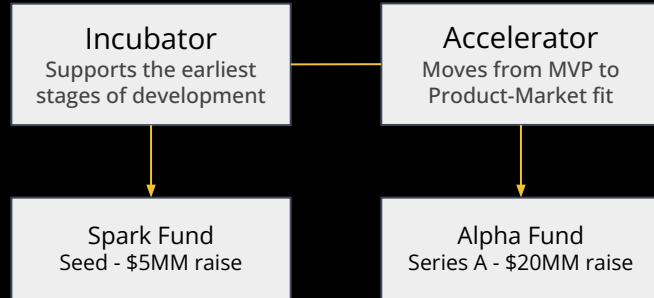 Incubator
Supports the earliest
stages of development
Accelerator
Moves from MVP to
Product-Market fit
Spark Fund
Seed - $5MM raise
Alpha Fund
Series A - $20MM raise